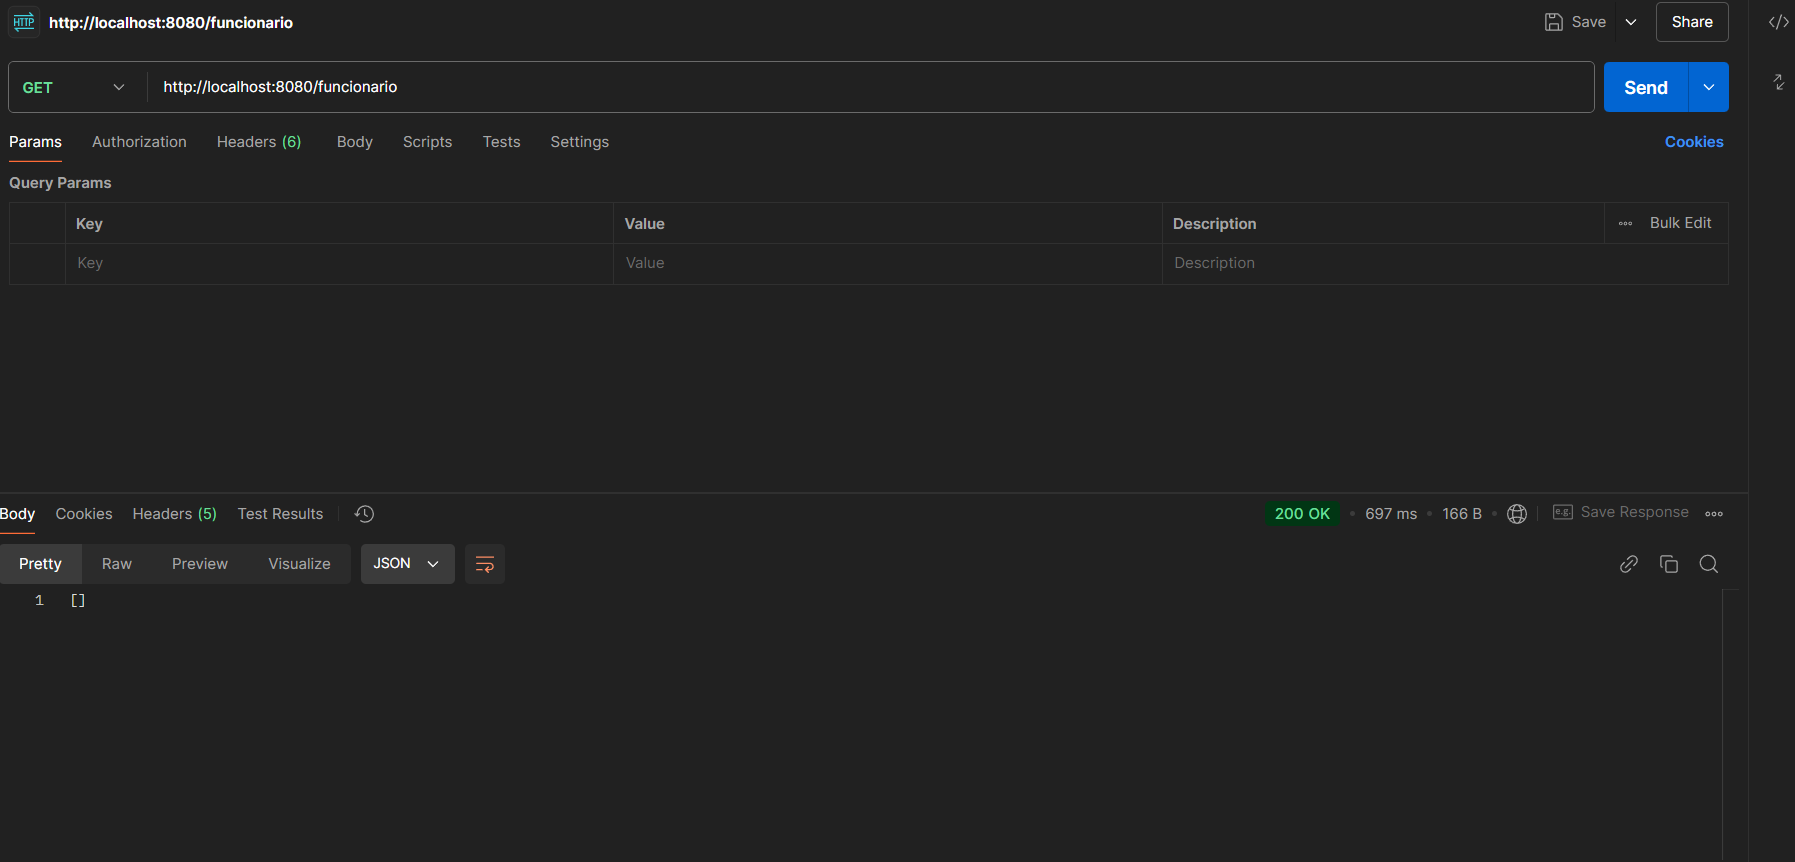 HTTP http://localhost:8080/funcionario Save Share
GET http://localhost:8080/funcionario Send
Params Authorization Headers (6) Body Scripts Tests Settings Cookies
Query Params
Key Value Description Bulk Edit
Key Value Description
Body Cookies Headers (5) Test Results 200 OK • 697 ms • 166 B • e.g. Save Response
Pretty Raw Preview Visualize JSON
1 []